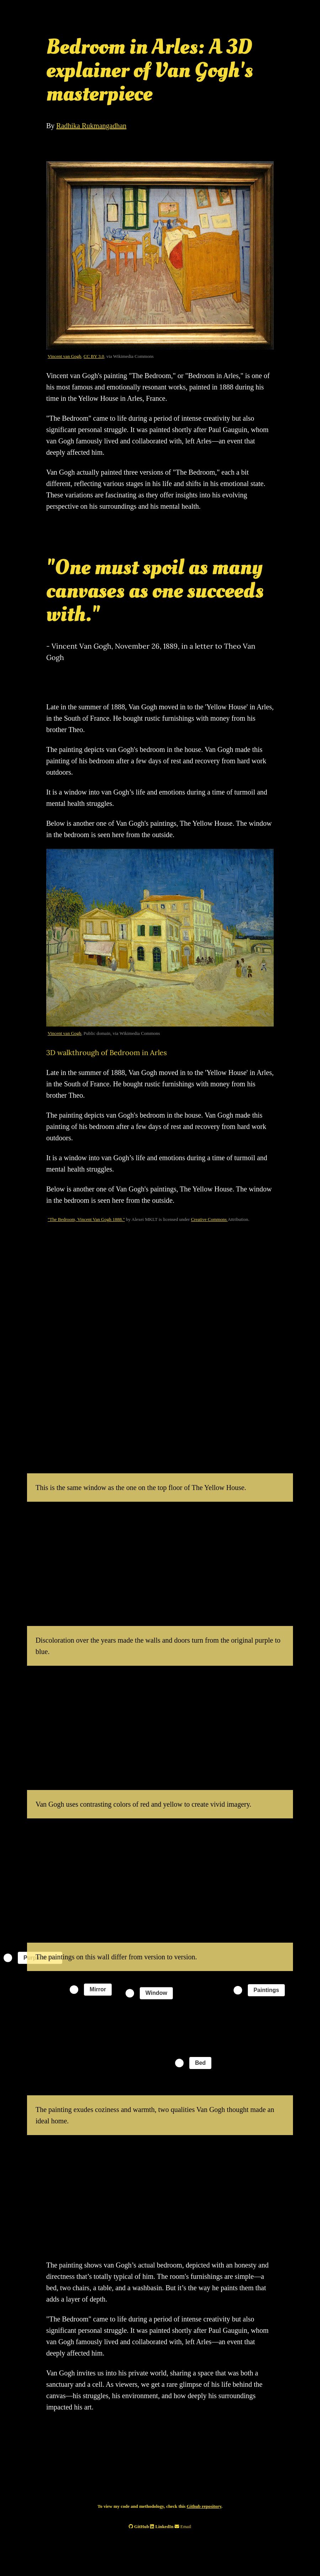 Bedroom in Arles: A 3D
explainer of Van Gogh's
masterpiece
By Radhika Rukmangadhan
Vincent van Gogh, CC BY 3.0, via Wikimedia Commons
Vincent van Gogh's painting "The Bedroom," or "Bedroom in Arles," is one of
his most famous and emotionally resonant works, painted in 1888 during his
time in the Yellow House in Arles, France.
"The Bedroom" came to life during a period of intense creativity but also
significant personal struggle. It was painted shortly after Paul Gauguin, whom
van Gogh famously lived and collaborated with, left Arles—an event that
deeply affected him.
Van Gogh actually painted three versions of "The Bedroom," each a bit
different, reflecting various stages in his life and shifts in his emotional state.
These variations are fascinating as they offer insights into his evolving
perspective on his surroundings and his mental health.
"One must spoil as many
canvases as one succeeds
with."
- Vincent Van Gogh, November 26, 1889, in a letter to Theo Van
Gogh
Late in the summer of 1888, Van Gogh moved in to the 'Yellow House' in Arles,
in the South of France. He bought rustic furnishings with money from his
brother Theo.
The painting depicts van Gogh's bedroom in the house. Van Gogh made this
painting of his bedroom after a few days of rest and recovery from hard work
outdoors.
It is a window into van Gogh’s life and emotions during a time of turmoil and
mental health struggles.
Below is another one of Van Gogh's paintings, The Yellow House. The window
in the bedroom is seen here from the outside.
Vincent van Gogh, Public domain, via Wikimedia Commons
3D walkthrough of Bedroom in Arles
Late in the summer of 1888, Van Gogh moved in to the 'Yellow House' in Arles,
in the South of France. He bought rustic furnishings with money from his
brother Theo.
The painting depicts van Gogh's bedroom in the house. Van Gogh made this
painting of his bedroom after a few days of rest and recovery from hard work
outdoors.
It is a window into van Gogh’s life and emotions during a time of turmoil and
mental health struggles.
Below is another one of Van Gogh's paintings, The Yellow House. The window
in the bedroom is seen here from the outside.
"The Bedroom, Vincent Van Gogh 1888." by Alexei MKGT is licensed under Creative Commons Attribution.
This is the same window as the one on the top floor of The Yellow House.
Discoloration over the years made the walls and doors turn from the original purple to
blue.
Van Gogh uses contrasting colors of red and yellow to create vivid imagery.
The paintings on this wall differ from version to version.
Mirror
Window
Paintings
Bed
The painting exudes coziness and warmth, two qualities Van Gogh thought made an
ideal home.
The painting shows van Gogh’s actual bedroom, depicted with an honesty and
directness that’s totally typical of him. The room's furnishings are simple—a
bed, two chairs, a table, and a washbasin. But it’s the way he paints them that
adds a layer of depth.
"The Bedroom" came to life during a period of intense creativity but also
significant personal struggle. It was painted shortly after Paul Gauguin, whom
van Gogh famously lived and collaborated with, left Arles—an event that
deeply affected him.
Van Gogh invites us into his private world, sharing a space that was both a
sanctuary and a cell. As viewers, we get a rare glimpse of his life behind the
canvas—his struggles, his environment, and how deeply his surroundings
impacted his art.
To view my code and methodology, check this Github repository.
GitHub LinkedIn Email